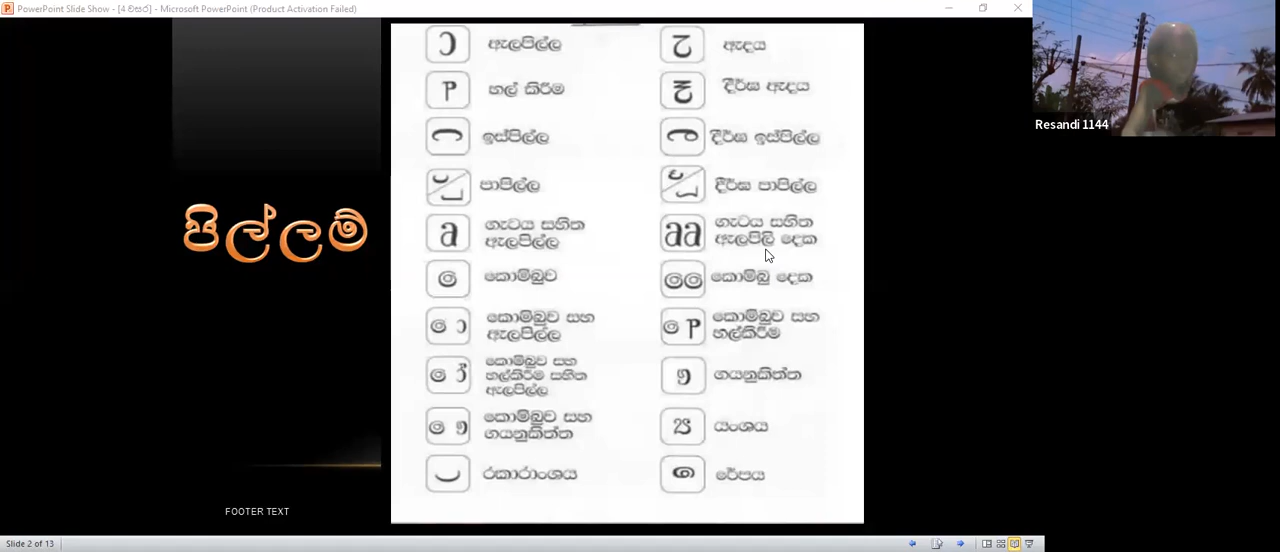 PowerPoint Slide Show - [4 වසර] - Microsoft PowerPoint (Product Activation Failed)
පිල්ලම්
ා ඇලපිල්ල
ැ ඇදය
් හල් කිරීම
ෑ දීර්ඝ ඇදය
ි ඉස්පිල්ල
ී දීර්ඝ ඉස්පිල්ල
ු පාපිල්ල
ූ දීර්ඝ පාපිල්ල
ෘ ගැටය සහිත
ඇලපිල්ල
ෲ ගැටය සහිත
ඇලපිලි දෙක
ෙ කොම්බුව
ෛ කොම්බු දෙක
ො කොම්බුව සහ
ඇලපිල්ල
ේ කොම්බුව සහ
හල්කිරීම
ෝ කොම්බුව සහ
හල්කිරීම සහිත
ඇලපිල්ල
ෟ ගයනුකිත්ත
ෞ කොම්බුව සහ
ගයනුකිත්ත
්‍ය යංශය
්‍ර රකාරාංශය
ර්‍ රේපය
FOOTER TEXT
Resandi 1144
Slide 2 of 13